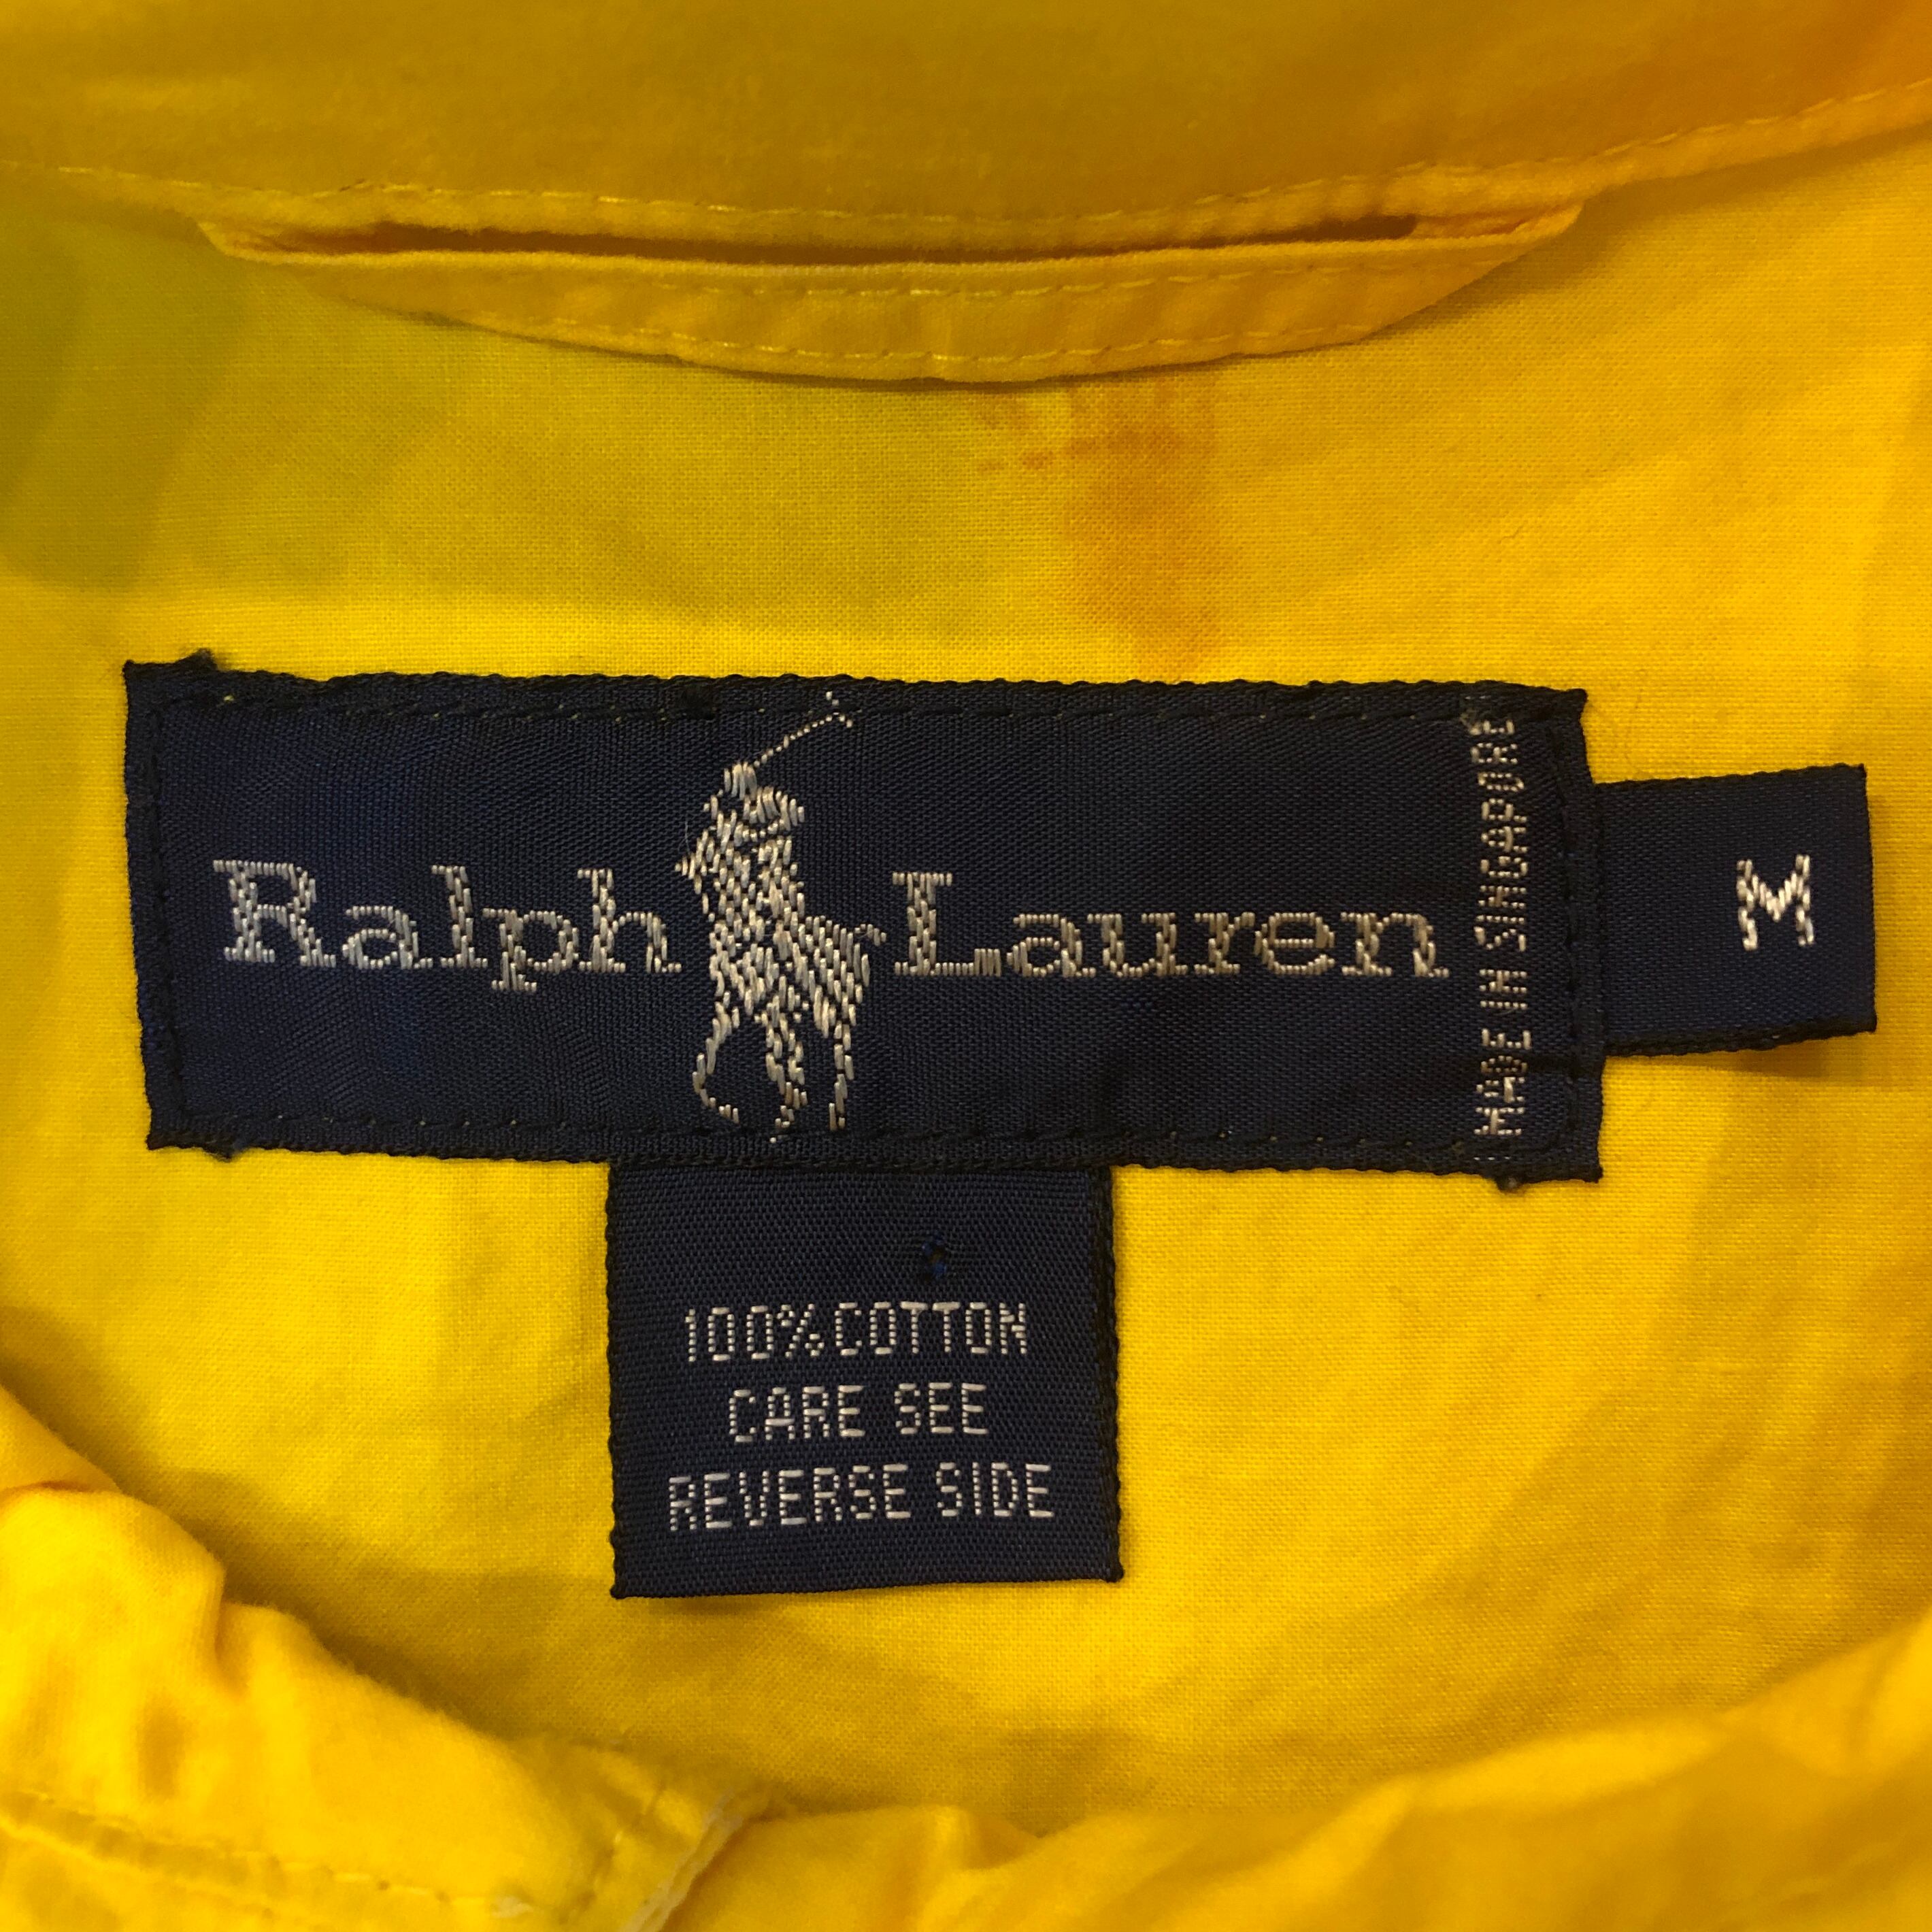 Ralph Lauren
MADE IN SINGAPORE
M
100% COTTON
CARE SEE
REVERSE SIDE